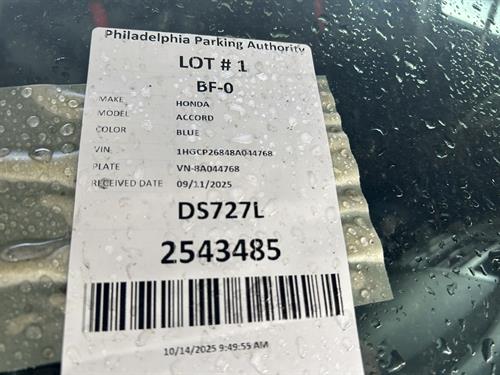 Philadelphia Parking Authority
LOT # 1
BF-0
MAKE HONDA
MODEL ACCORD
COLOR BLUE
VIN 1HGCP26848A044768
PLATE VN-8A044768
RECEIVED DATE 09/11/2025
DS727L
2543485
10/14/2025 9:49:55 AM